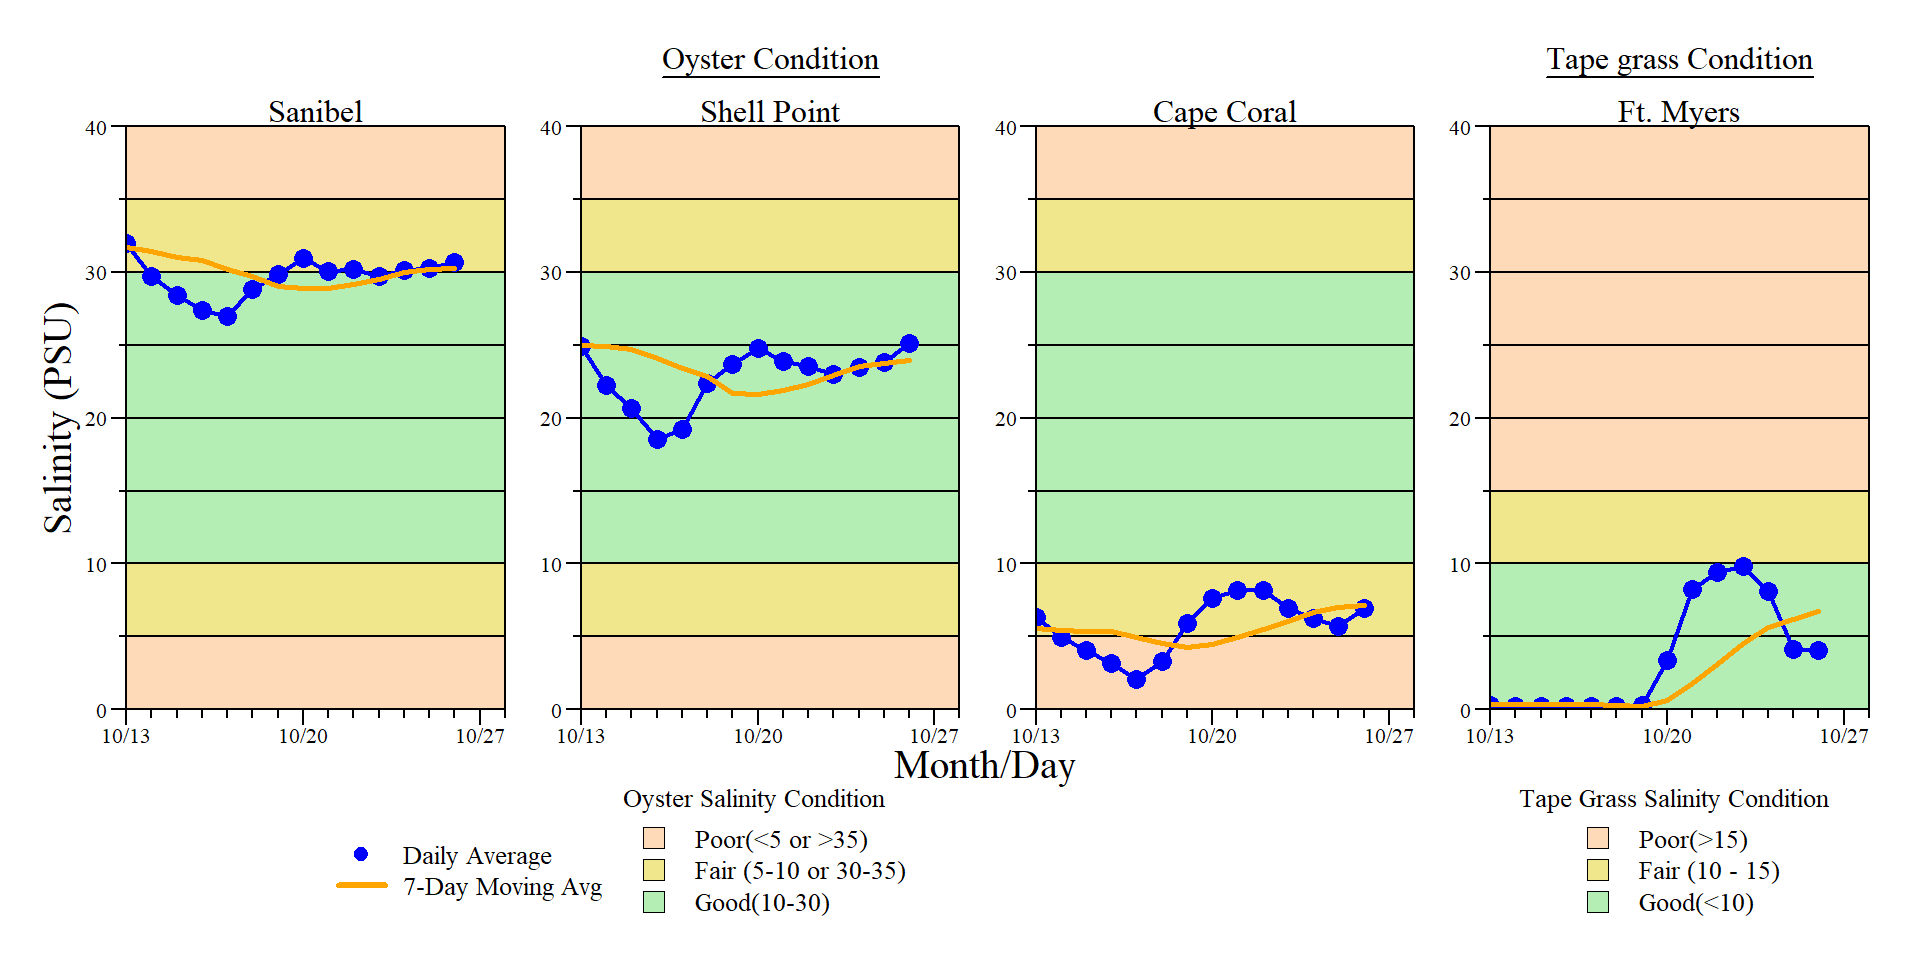 Oyster Condition
Tape grass Condition
Sanibel
Shell Point
Cape Coral
Ft. Myers
Salinity (PSU)
40
30
20
10
0
10/13
10/20
10/27
40
30
20
10
0
10/13
10/20
10/27
40
30
20
10
0
10/13
10/20
10/27
40
30
20
10
0
10/13
10/20
10/27
Month/Day
Daily Average
7-Day Moving Avg
Oyster Salinity Condition
Poor(<5 or >35)
Fair (5-10 or 30-35)
Good(10-30)
Tape Grass Salinity Condition
Poor(>15)
Fair (10 - 15)
Good(<10)